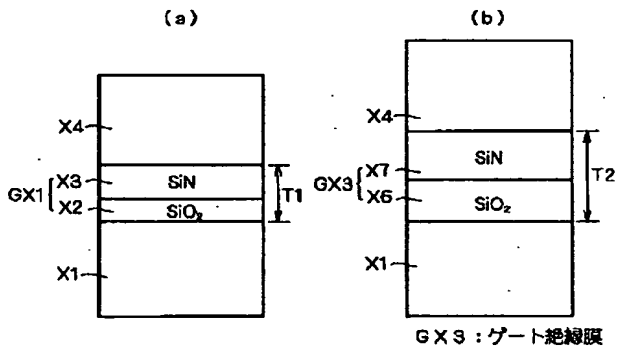 (a)
X4
X3
GX1
X2
SiN
SiO₂
T1
X1
(b)
X4
X7
GX3
X6
SiN
SiO₂
T2
X1
GX3:ゲート絶縁膜